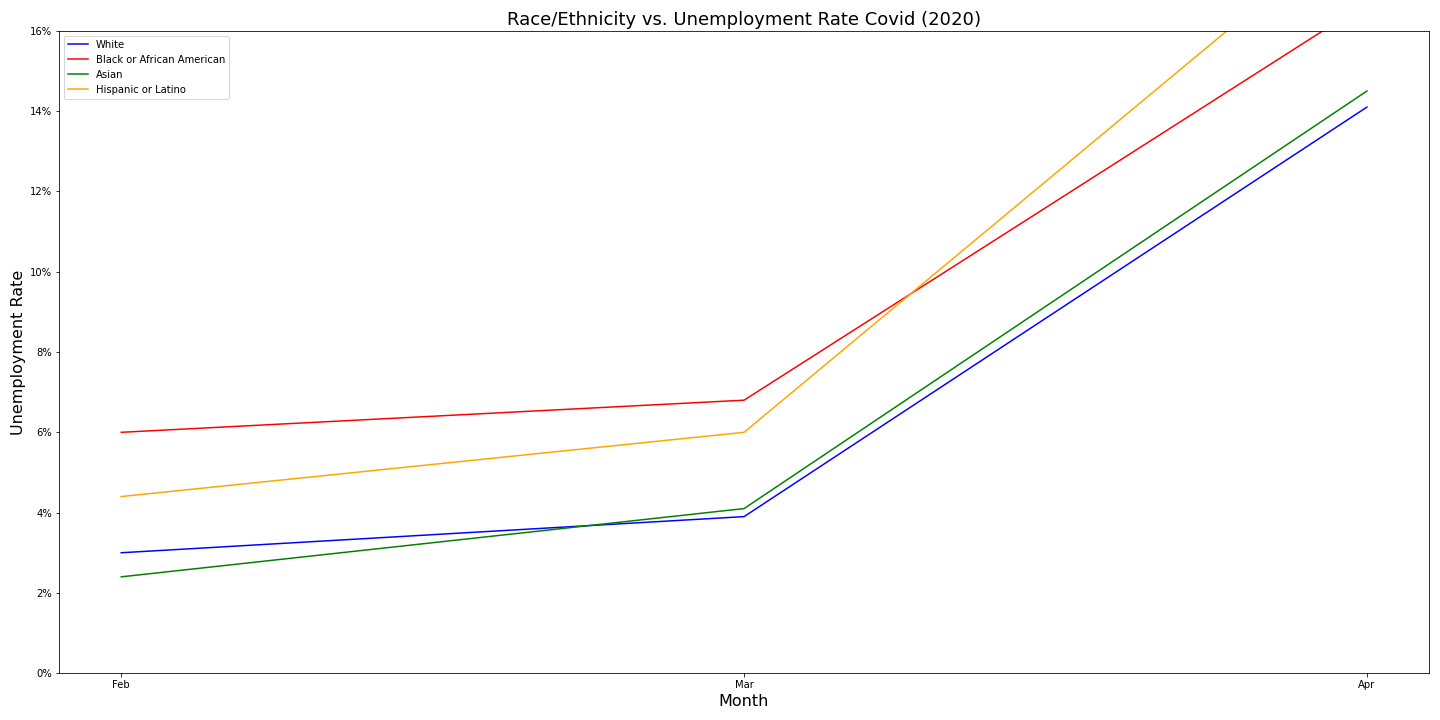 Race/Ethnicity vs. Unemployment Rate Covid (2020)
16%
14%
12%
10%
8%
6%
4%
2%
0%
White
Black or African American
Asian
Hispanic or Latino
Unemployment Rate
Feb
Mar
Apr
Month